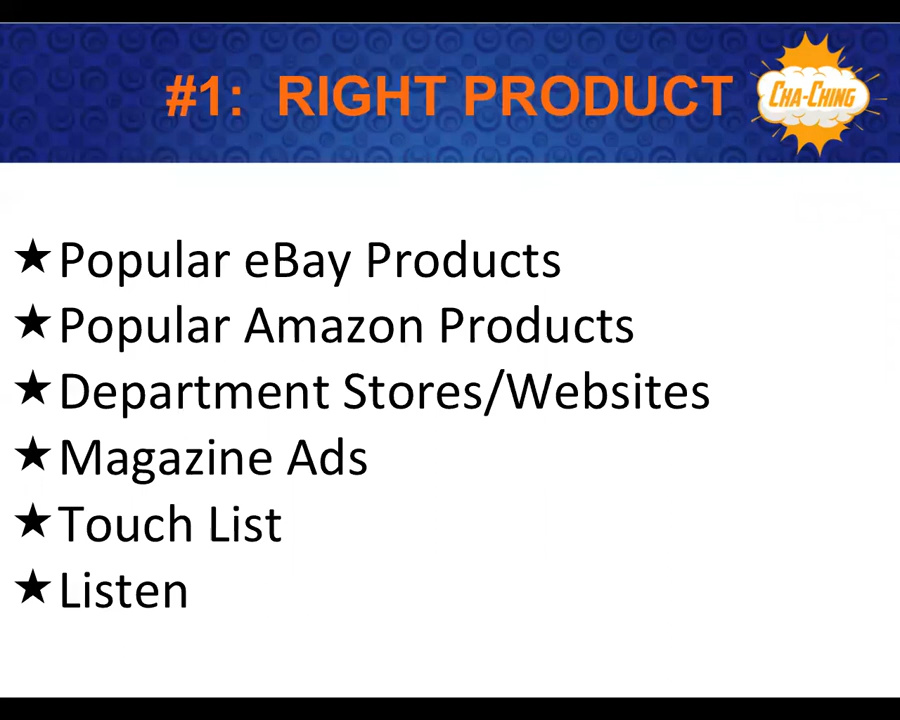 #1: RIGHT PRODUCT
CHA-CHING
★Popular eBay Products
★Popular Amazon Products
★Department Stores/Websites
★Magazine Ads
★Touch List
★Listen